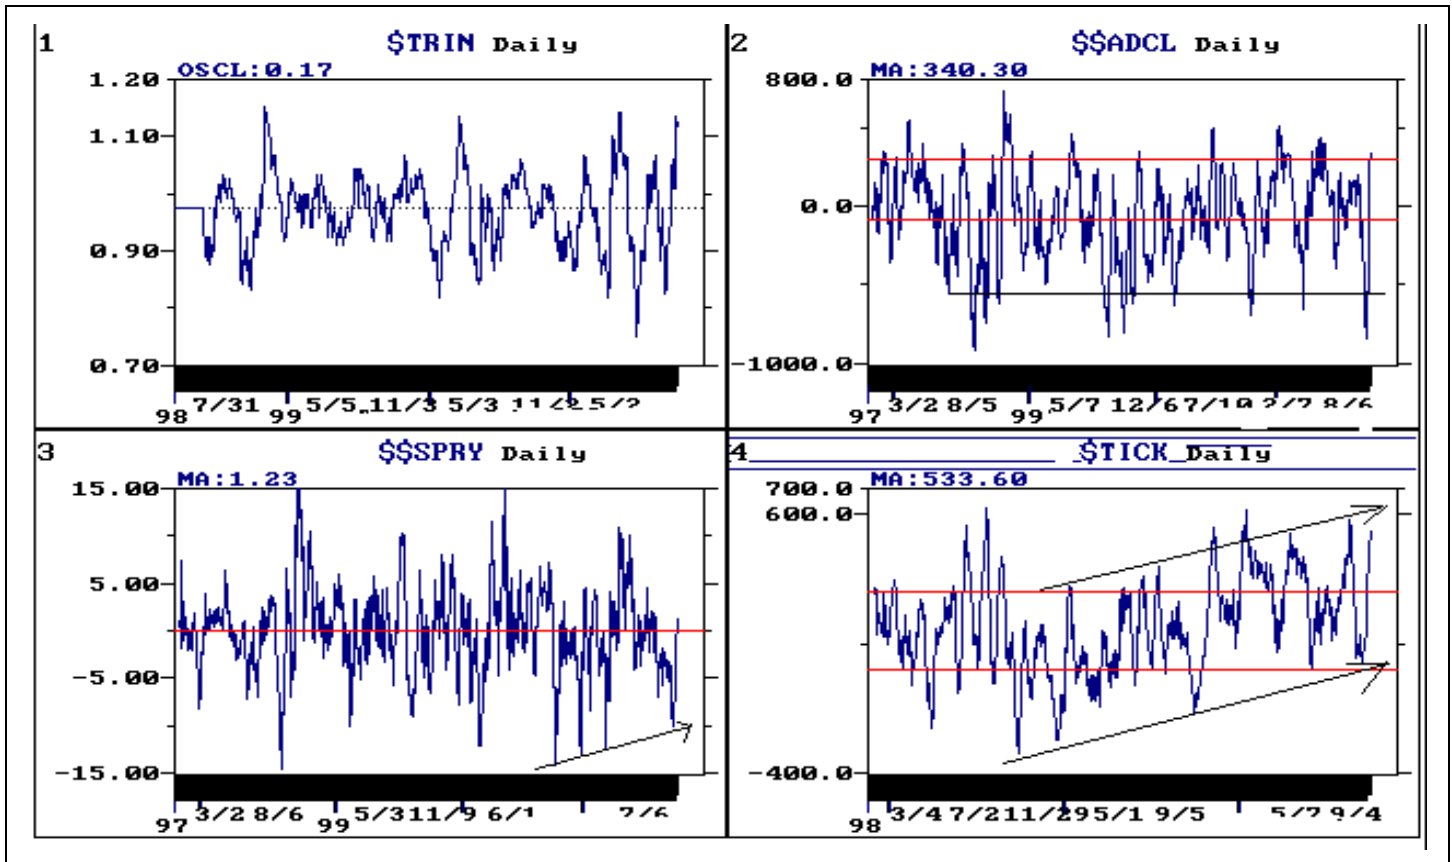 1
$TRIN Daily
OSCL:0.17
1.20
1.10
0.90
0.70
98 7/31 99 5/5 11/3 5/3
2
$$ADCL Daily
MA:340.30
800.0
0.0
-1000.0
97 3/2 8/5 99 5/7 12/6 7/10 2/7 8/6
3
$$SPRY Daily
MA:1.23
15.00
5.00
-5.00
-15.00
97 3/2 8/6 99 5/3 11/9 6/1 7/6
4
$TICK Daily
MA:533.60
700.0
600.0
-400.0
98 3/4 7/2 11/29 5/1 9/5 5/7 9/4